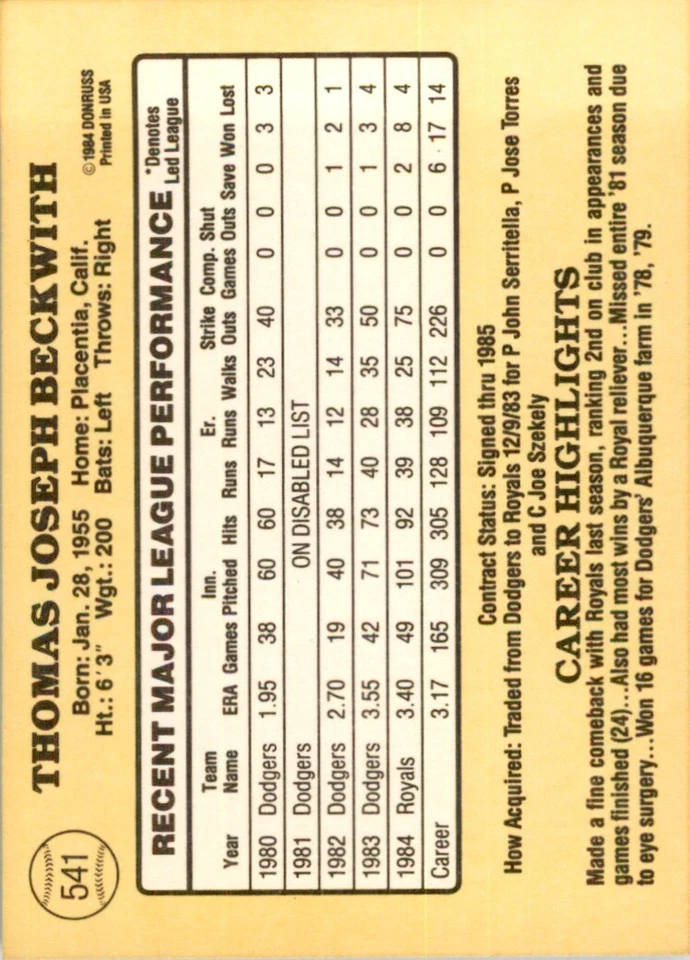 541
THOMAS JOSEPH BECKWITH
Born: Jan. 28, 1955 Home: Placentia, Calif.
Ht.: 6'3" Wgt.: 200 Bats: Left Throws: Right
©1984 DONRUSS
Printed in USA
RECENT MAJOR LEAGUE PERFORMANCE
*Denotes
Led League
Year Team Name ERA Games Inn. Pitched Hits Runs Er. Runs Walks Strike Outs Comp. Games Shut Outs Save Won Lost
1980 Dodgers 1.95 38 60 60 17 13 23 40 0 0 0 3 3
1981 Dodgers ON DISABLED LIST
1982 Dodgers 2.70 19 40 38 14 12 14 33 0 0 1 2 1
1983 Dodgers 3.55 42 71 73 40 28 35 50 0 0 1 3 4
1984 Royals 3.40 49 101 92 39 38 25 75 0 0 2 8 4
Career 3.17 165 309 305 128 109 112 226 0 0 6 17 14
Contract Status: Signed thru 1985
How Acquired: Traded from Dodgers to Royals 12/9/83 for P John Serritella, P Jose Torres
and C Joe Szekely
CAREER HIGHLIGHTS
Made a fine comeback with Royals last season, ranking 2nd on club in appearances and
games finished (24)...Also had most wins by a Royal reliever...Missed entire '81 season due
to eye surgery...Won 16 games for Dodgers' Albuquerque farm in '78, '79.